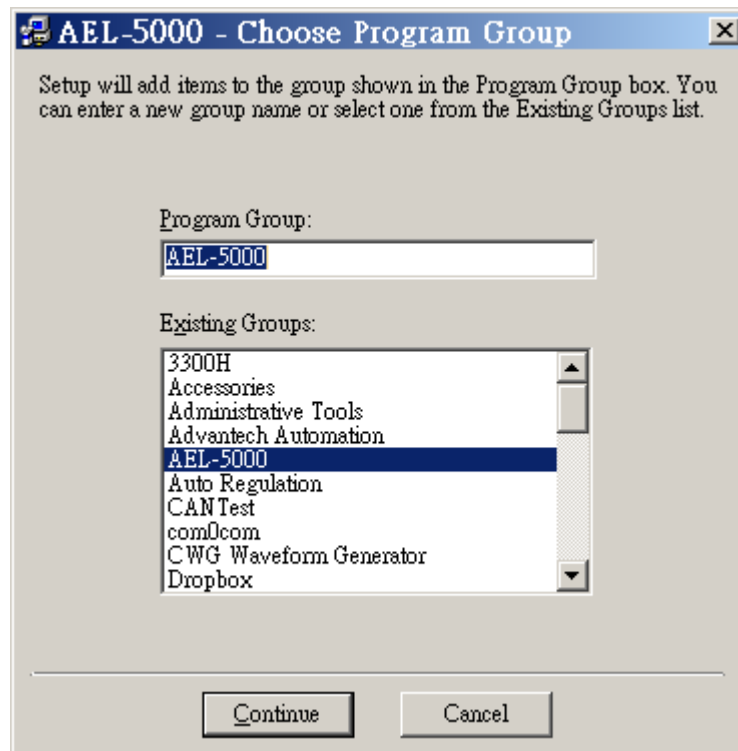 AEL-5000 - Choose Program Group
Setup will add items to the group shown in the Program Group box. You
can enter a new group name or select one from the Existing Groups list.
Program Group:
AEL-5000
Existing Groups:
3300H
Accessories
Administrative Tools
Advantech Automation
AEL-5000
Auto Regulation
CANTest
com0com
CWG Waveform Generator
Dropbox
Continue
Cancel